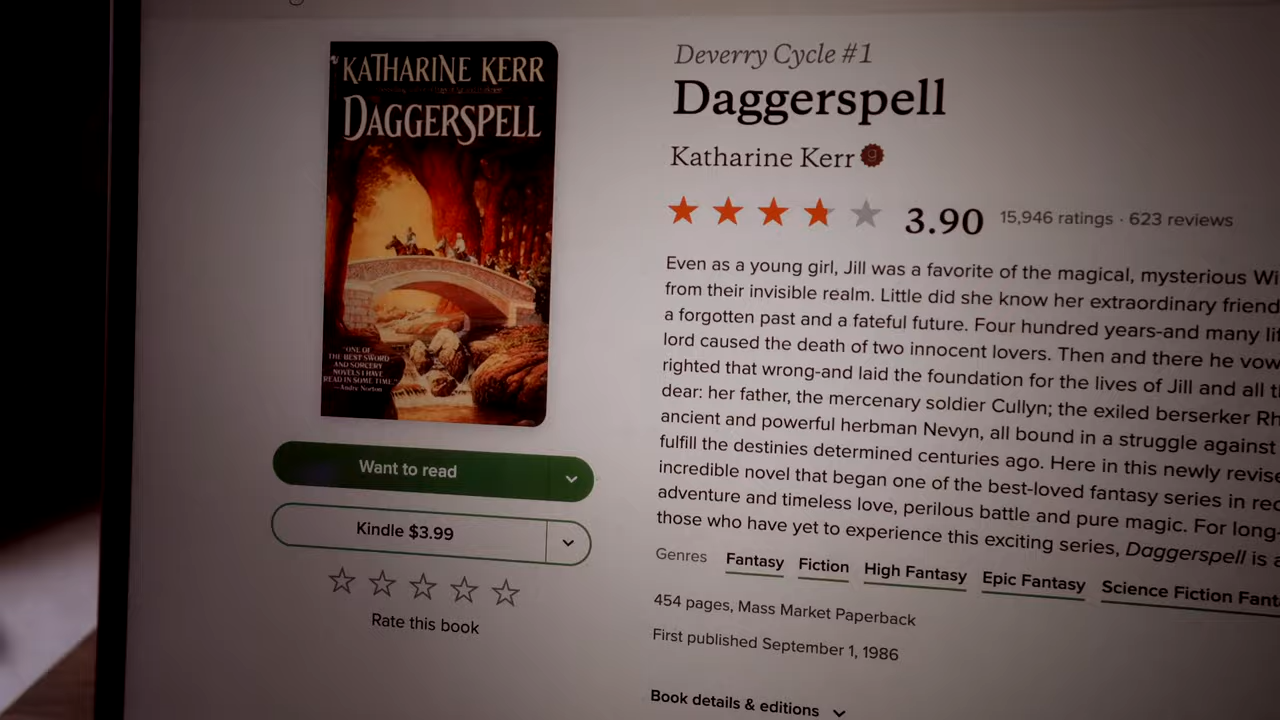 KATHARINE KERR
DAGGERSPELL
"ONE OF
THE BEST SWORD
AND SORCERY
NOVELS I HAVE
READ IN SOME TIME."
—Andre Norton
Want to read
Kindle $3.99
Rate this book
Deverry Cycle #1
Daggerspell
Katharine Kerr
3.90 15,946 ratings · 623 reviews
Even as a young girl, Jill was a favorite of the magical, mysterious Wi
from their invisible realm. Little did she know her extraordinary friend
a forgotten past and a fateful future. Four hundred years-and many li
lord caused the death of two innocent lovers. Then and there he vow
righted that wrong-and laid the foundation for the lives of Jill and all t
dear: her father, the mercenary soldier Cullyn; the exiled berserker Rh
ancient and powerful herbman Nevyn, all bound in a struggle against
fulfill the destinies determined centuries ago. Here in this newly revise
incredible novel that began one of the best-loved fantasy series in rec
adventure and timeless love, perilous battle and pure magic. For long-
those who have yet to experience this exciting series, Daggerspell is a
Genres Fantasy Fiction High Fantasy Epic Fantasy Science Fiction Fant
454 pages, Mass Market Paperback
First published September 1, 1986
Book details & editions